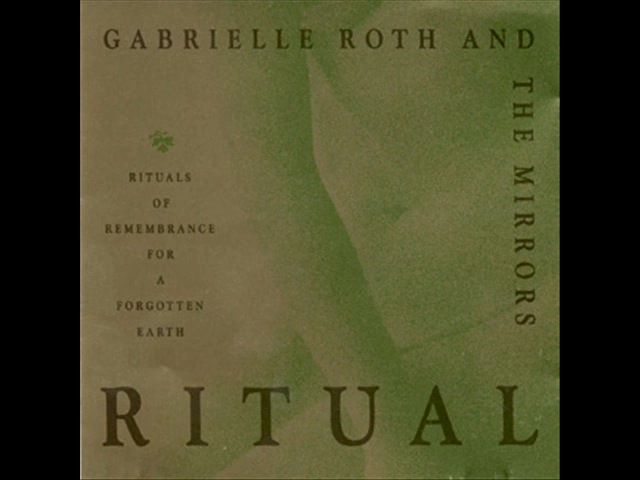 GABRIELLE ROTH AND
THE MIRRORS
RITUALS
OF
REMEMBRANCE
FOR
A
FORGOTTEN
EARTH
RITUAL